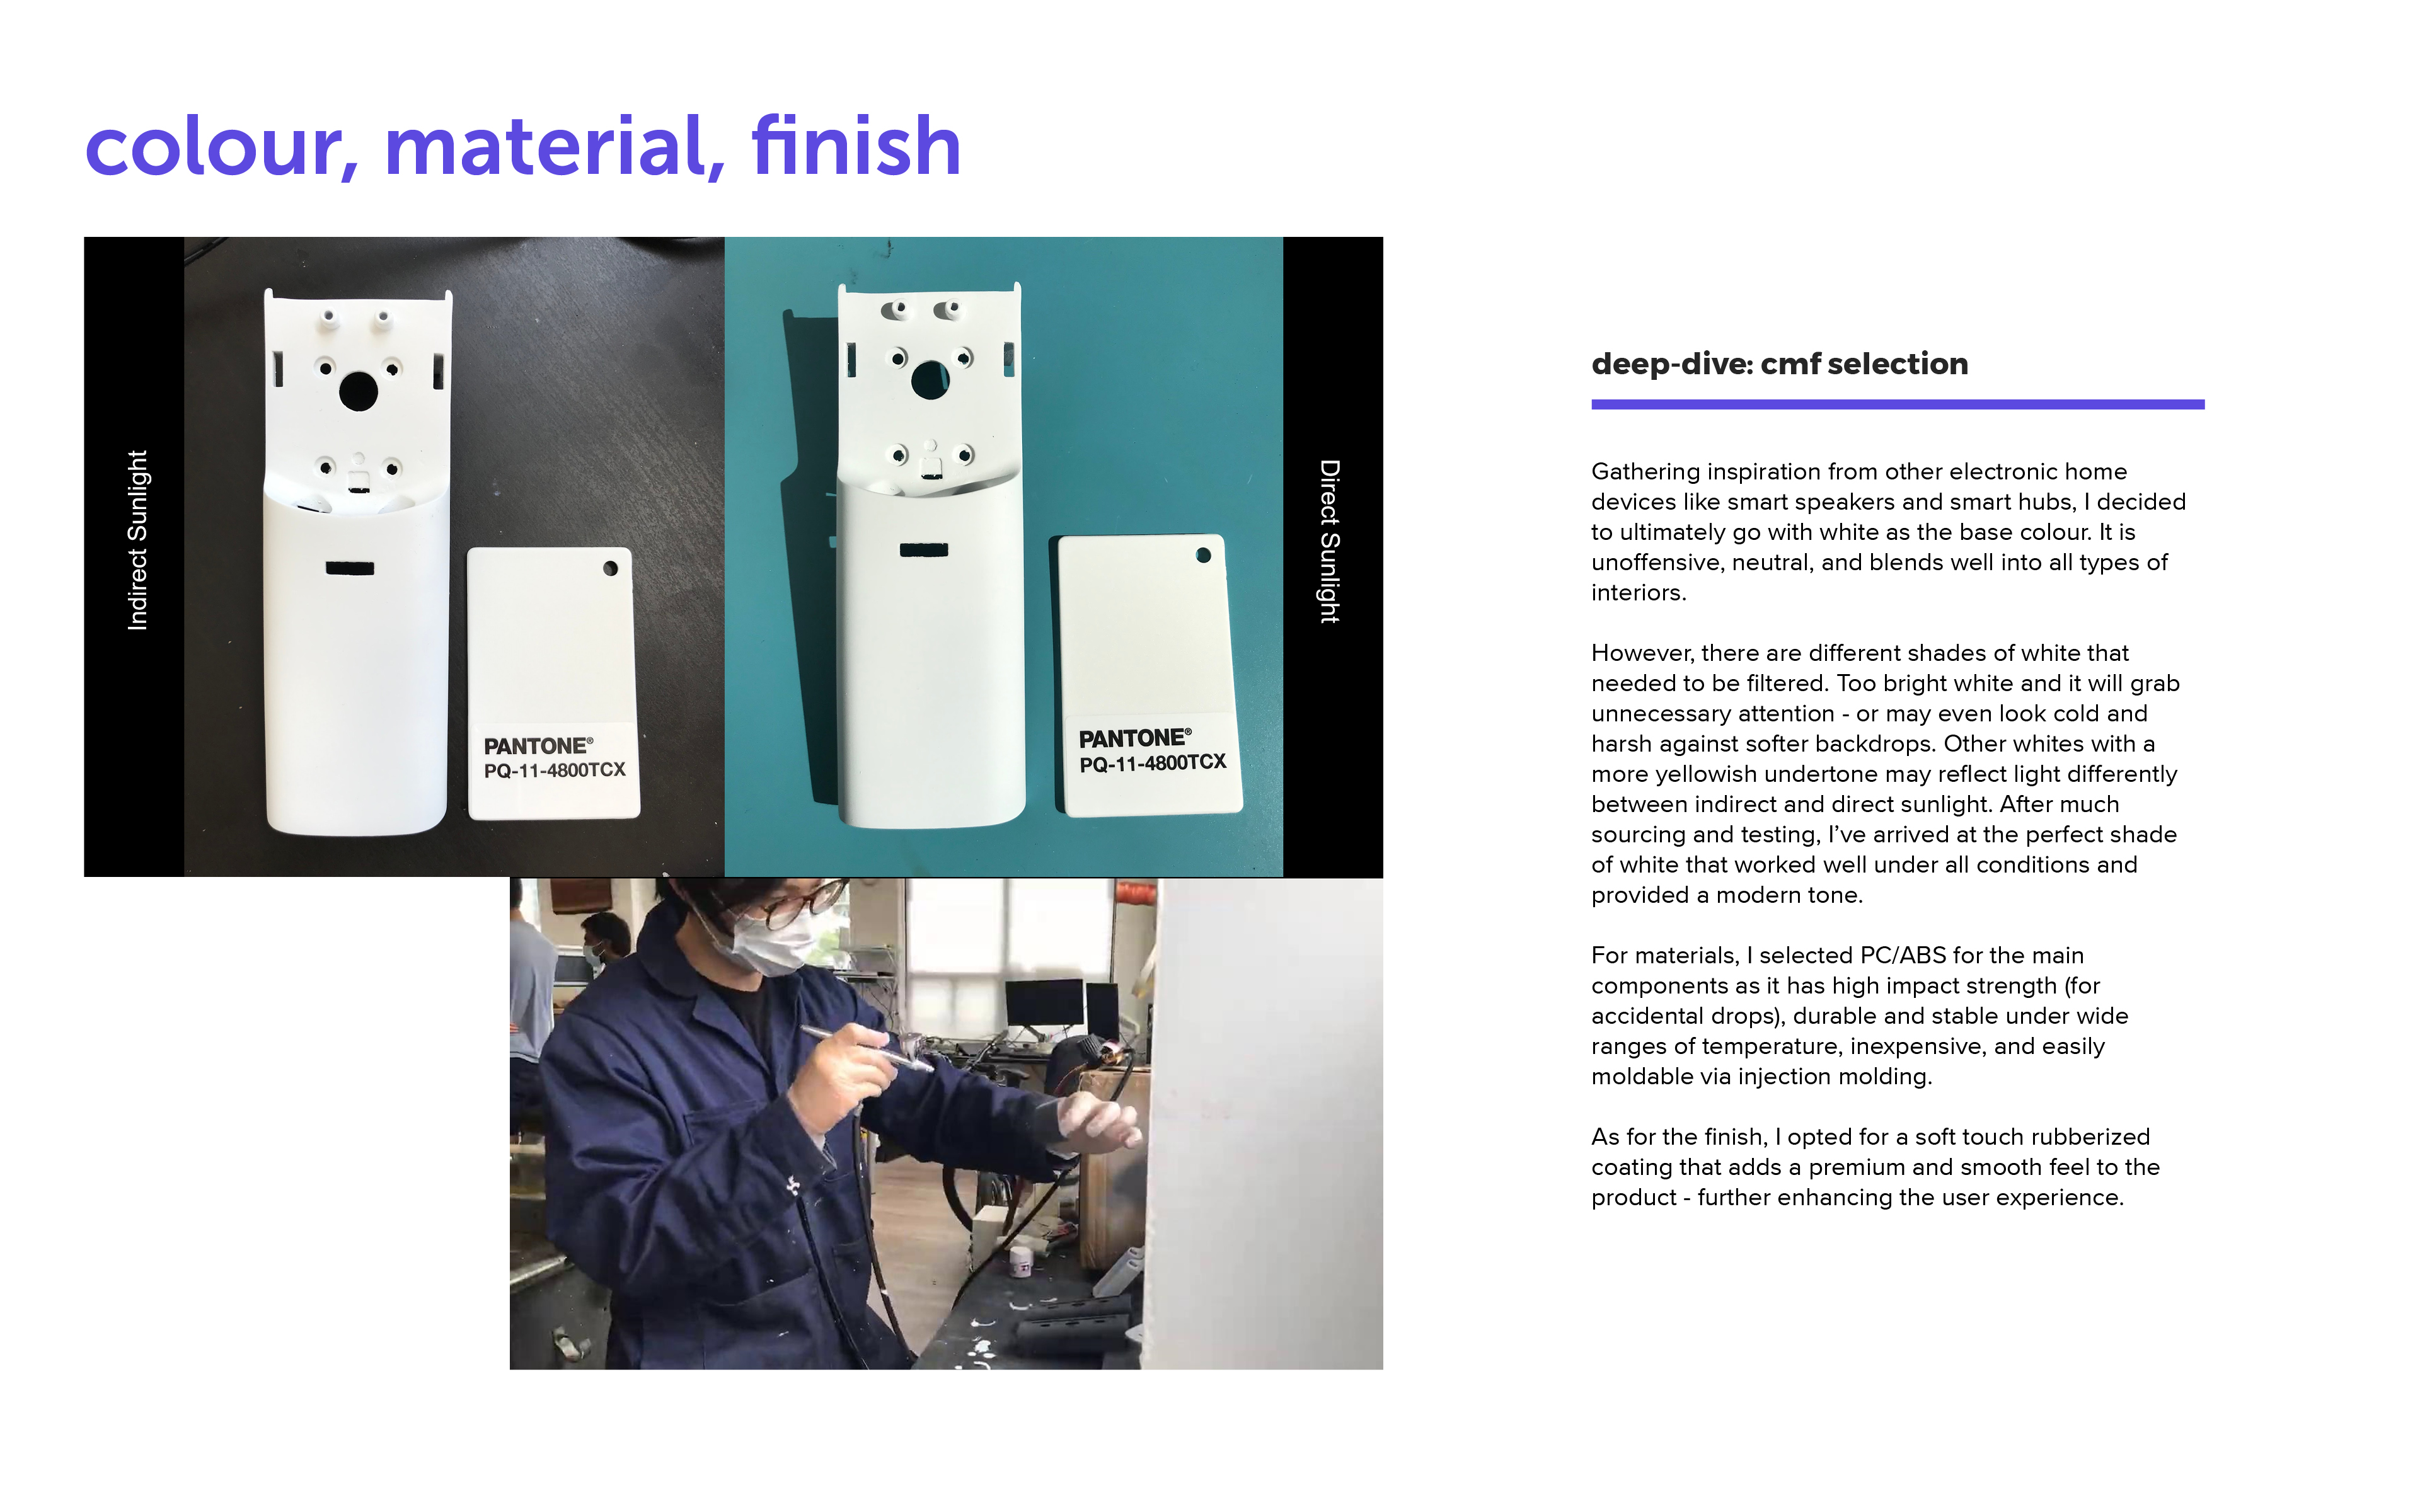 colour, material, finish
Indirect Sunlight
PANTONE®
PQ-11-4800TCX
PANTONE®
PQ-11-4800TCX
Direct Sunlight
deep-dive: cmf selection
Gathering inspiration from other electronic home
devices like smart speakers and smart hubs, I decided
to ultimately go with white as the base colour. It is
unoffensive, neutral, and blends well into all types of
interiors.
However, there are different shades of white that
needed to be filtered. Too bright white and it will grab
unnecessary attention - or may even look cold and
harsh against softer backdrops. Other whites with a
more yellowish undertone may reflect light differently
between indirect and direct sunlight. After much
sourcing and testing, I’ve arrived at the perfect shade
of white that worked well under all conditions and
provided a modern tone.
For materials, I selected PC/ABS for the main
components as it has high impact strength (for
accidental drops), durable and stable under wide
ranges of temperature, inexpensive, and easily
moldable via injection molding.
As for the finish, I opted for a soft touch rubberized
coating that adds a premium and smooth feel to the
product - further enhancing the user experience.